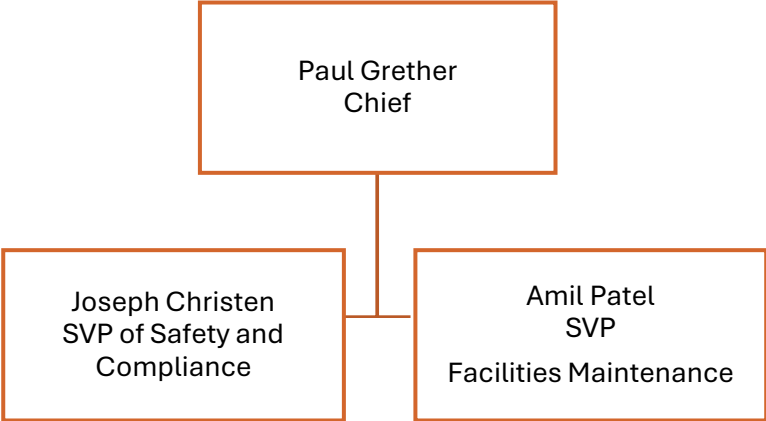 Paul Grether
Chief
Joseph Christen
SVP of Safety and
Compliance
Amil Patel
SVP
Facilities Maintenance